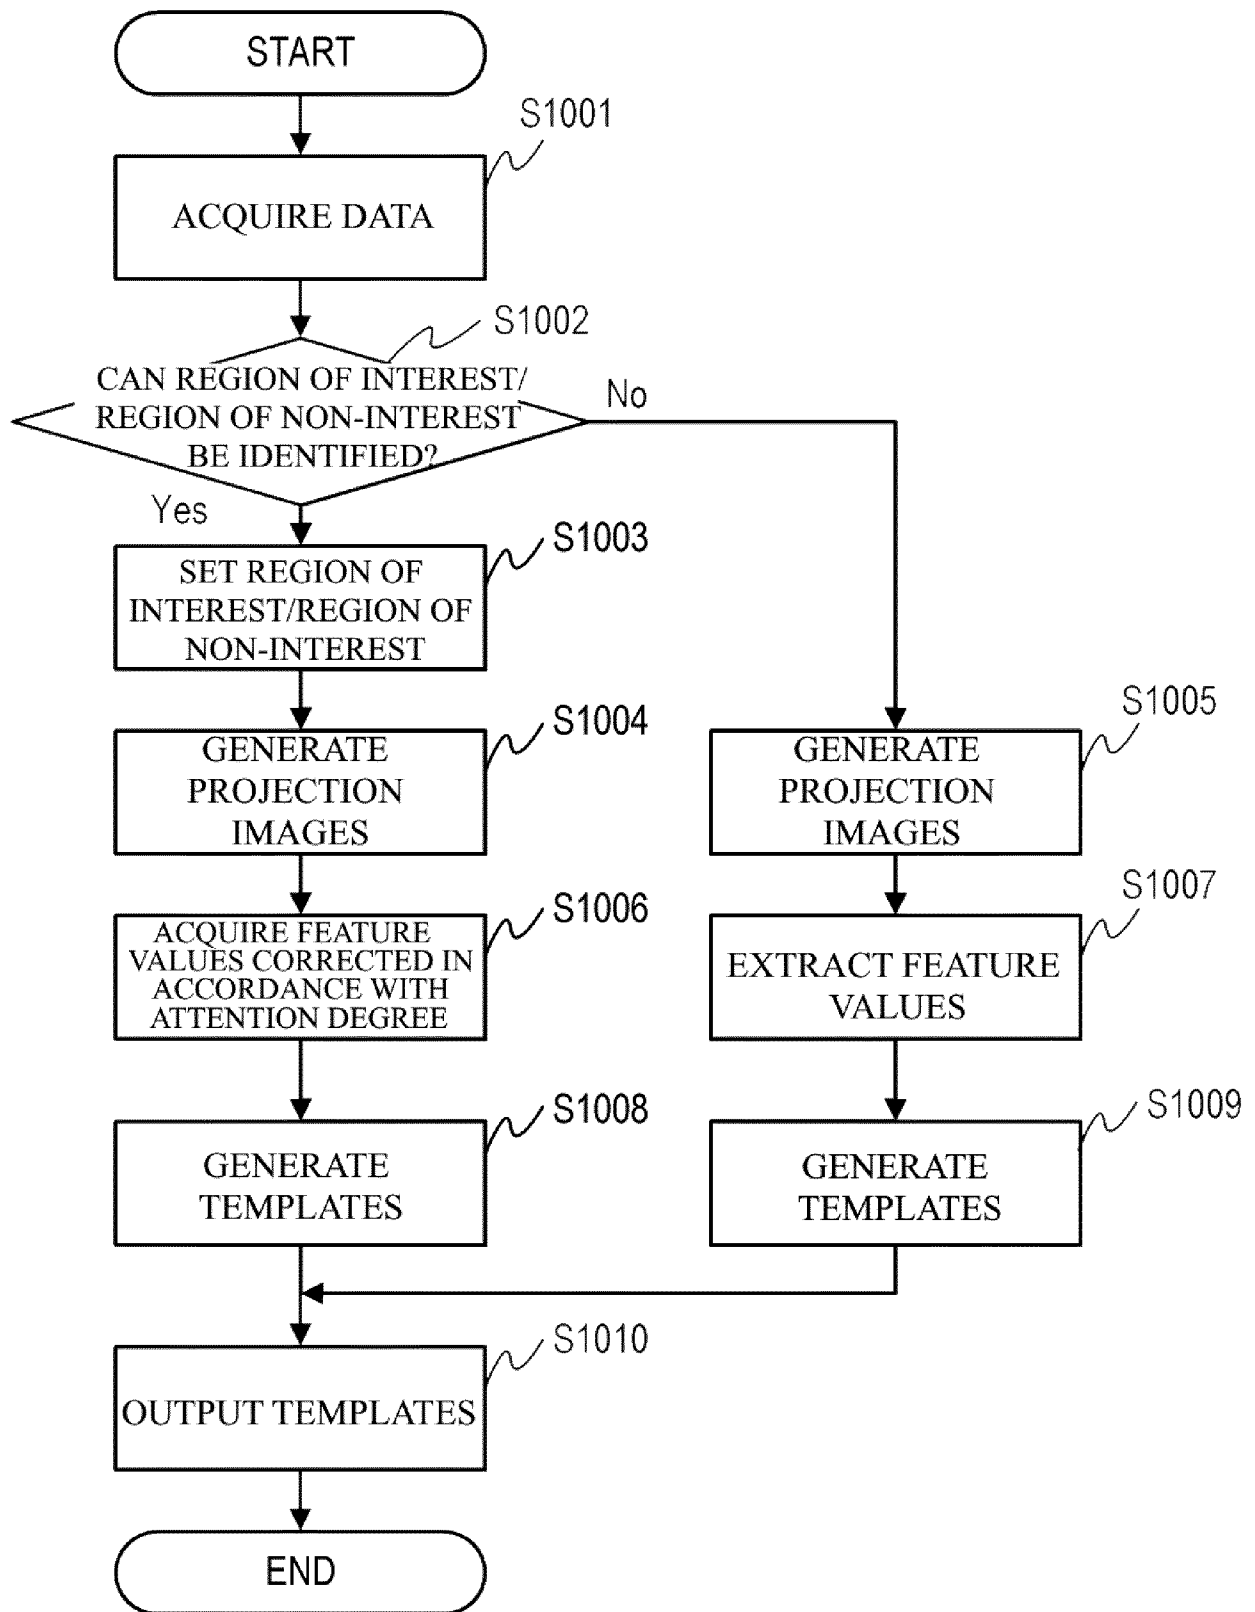 START
S1001
ACQUIRE DATA
S1002
CAN REGION OF INTEREST/
REGION OF NON-INTEREST
BE IDENTIFIED?
No
Yes
S1003
SET REGION OF
INTEREST/REGION OF
NON-INTEREST
S1004
GENERATE
PROJECTION
IMAGES
S1005
GENERATE
PROJECTION
IMAGES
S1006
ACQUIRE FEATURE
VALUES CORRECTED IN
ACCORDANCE WITH
ATTENTION DEGREE
S1007
EXTRACT FEATURE
VALUES
S1008
GENERATE
TEMPLATES
S1009
GENERATE
TEMPLATES
S1010
OUTPUT TEMPLATES
END